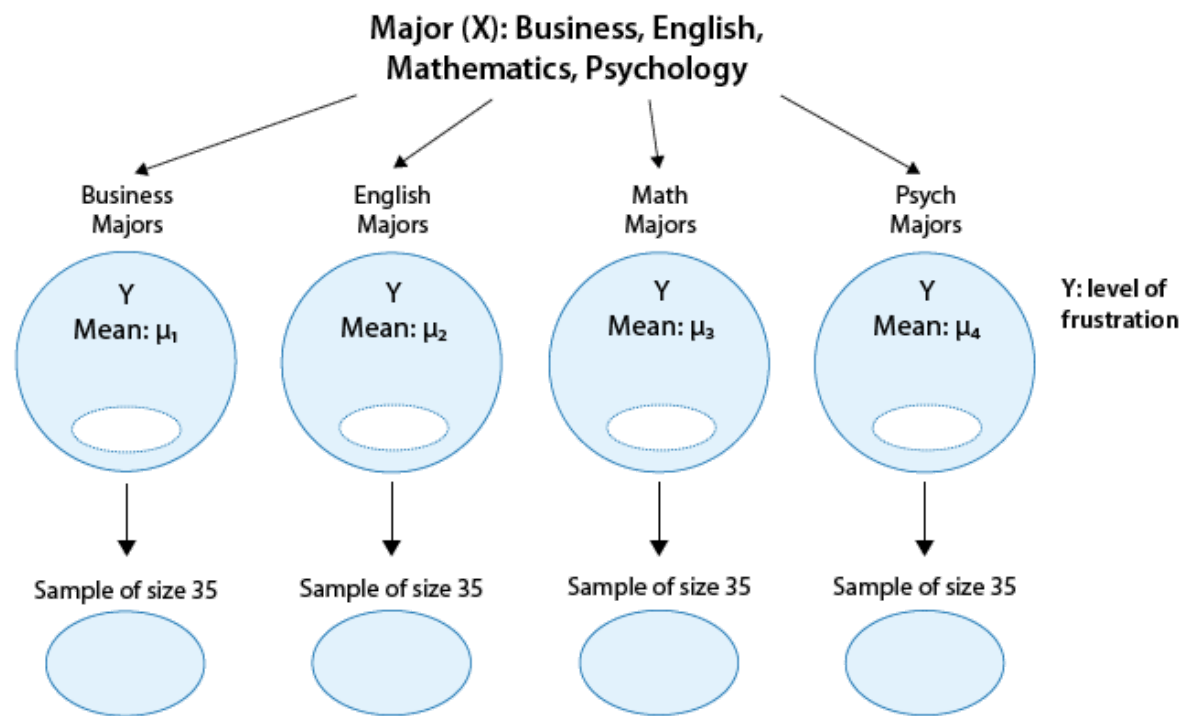 Major (X): Business, English,
Mathematics, Psychology
Business
Majors
English
Majors
Math
Majors
Psych
Majors
Y
Mean: μ₁
Y
Mean: μ₂
Y
Mean: μ₃
Y
Mean: μ₄
Y: level of
frustration
Sample of size 35
Sample of size 35
Sample of size 35
Sample of size 35